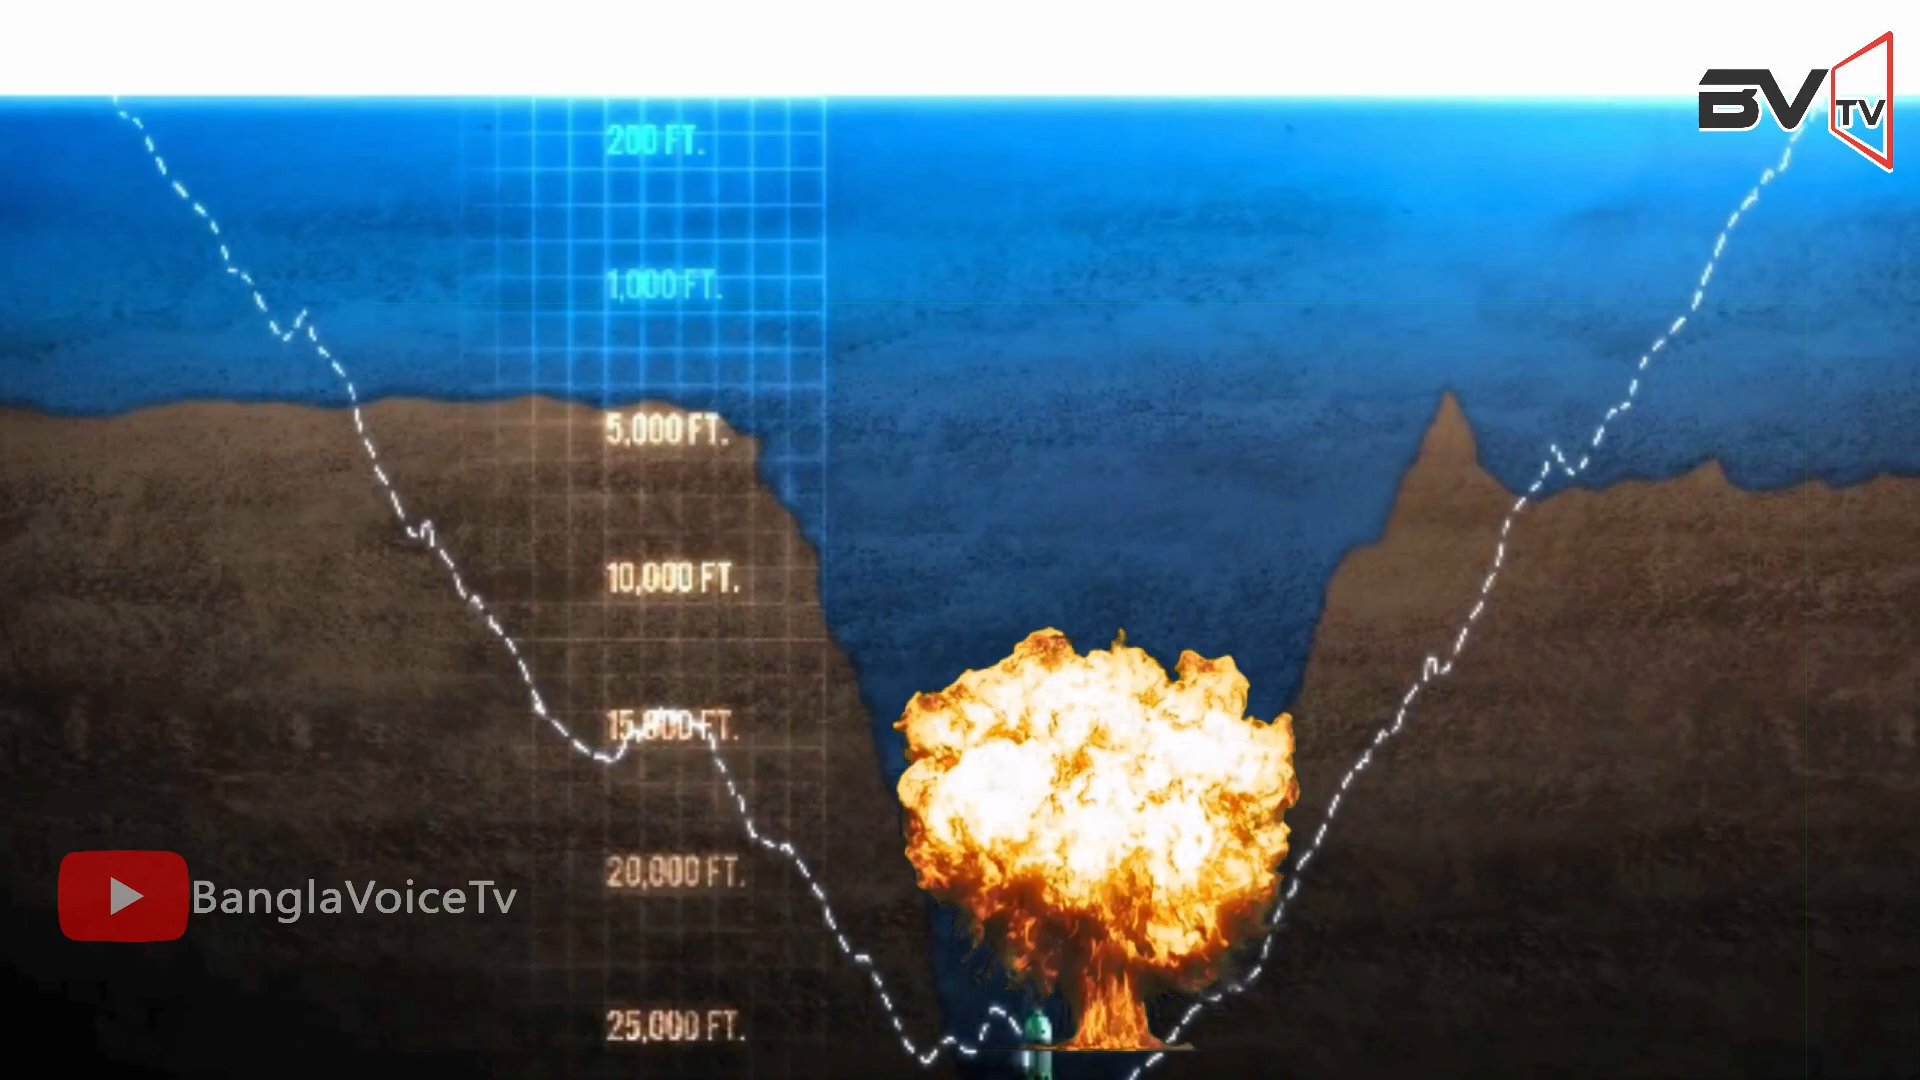 BV TV
200 FT.
1,000 FT.
5,000 FT.
10,000 FT.
15,000 FT.
20,000 FT.
25,000 FT.
BanglaVoiceTv